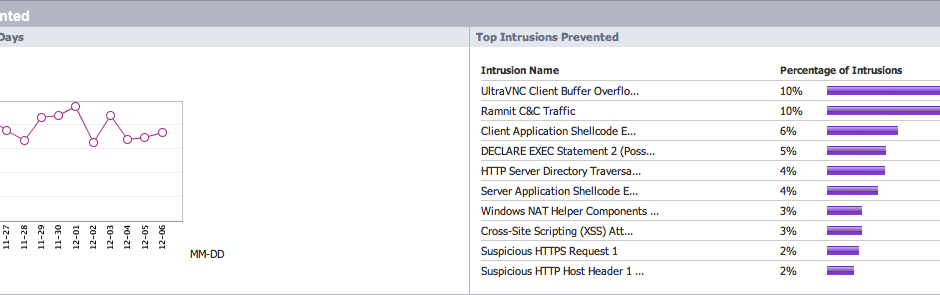 nted
Days
Top Intrusions Prevented
Intrusion Name Percentage of Intrusions
UltraVNC Client Buffer Overflo... 10%
Ramnit C&C Traffic 10%
Client Application Shellcode E... 6%
DECLARE EXEC Statement 2 (Poss... 5%
HTTP Server Directory Traversa... 4%
Server Application Shellcode E... 4%
Windows NAT Helper Components ... 3%
Cross-Site Scripting (XSS) Att... 3%
Suspicious HTTPS Request 1 2%
Suspicious HTTP Host Header 1 ... 2%
11-27 11-28 11-29 11-30 12-01 12-02 12-03 12-04 12-05 12-06
MM-DD